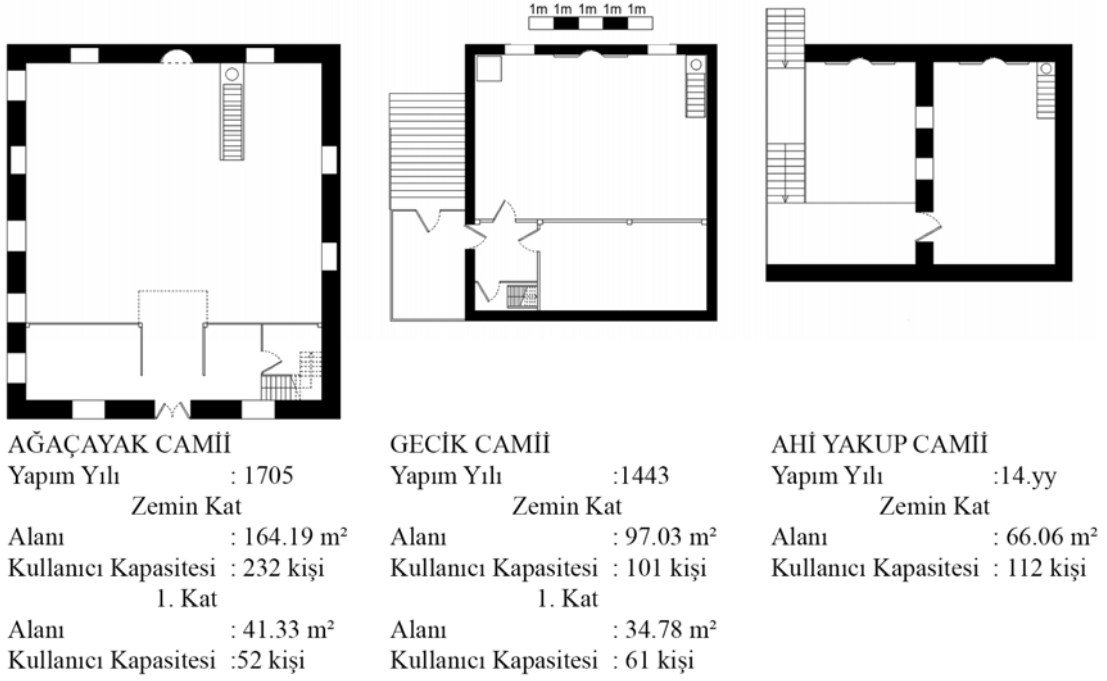 1m 1m 1m 1m 1m
AĞAÇAYAK CAMİİ
Yapım Yılı : 1705
Zemin Kat
Alanı : 164.19 m²
Kullanıcı Kapasitesi : 232 kişi
1. Kat
Alanı : 41.33 m²
Kullanıcı Kapasitesi :52 kişi
GECİK CAMİİ
Yapım Yılı :1443
Zemin Kat
Alanı : 97.03 m²
Kullanıcı Kapasitesi : 101 kişi
1. Kat
Alanı : 34.78 m²
Kullanıcı Kapasitesi : 61 kişi
AHİ YAKUP CAMİİ
Yapım Yılı :14.yy
Zemin Kat
Alanı : 66.06 m²
Kullanıcı Kapasitesi : 112 kişi